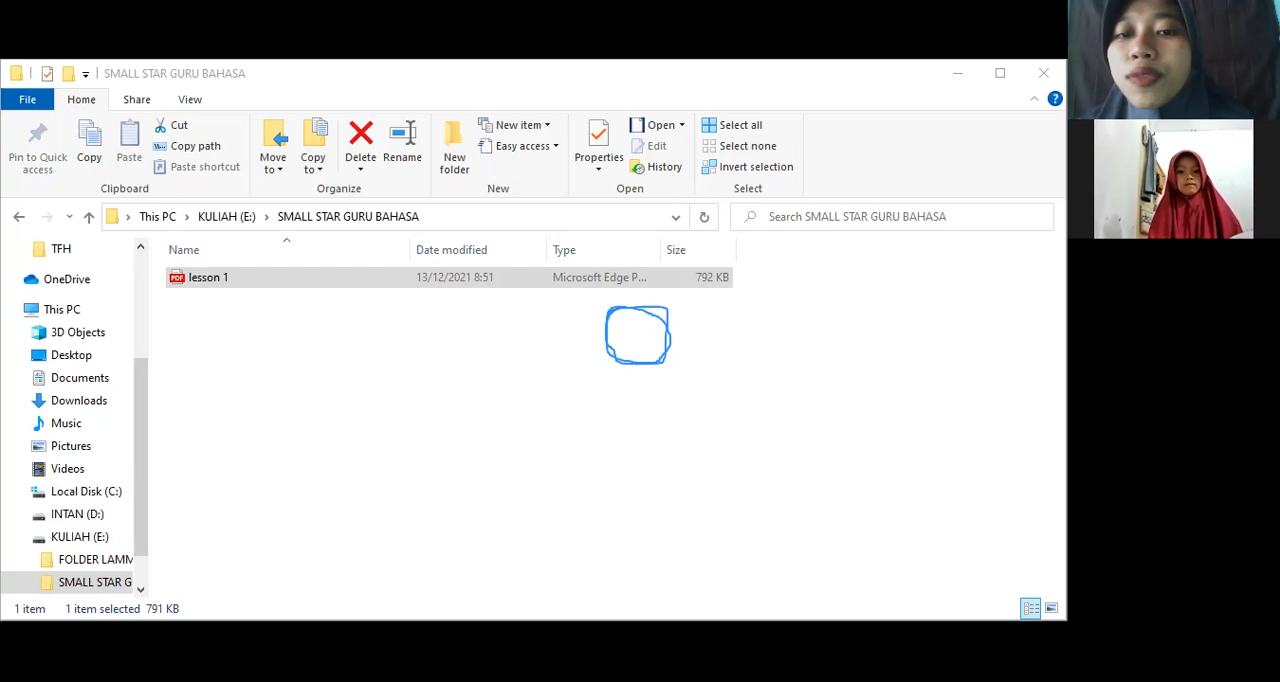 SMALL STAR GURU BAHASA
File Home Share View
Pin to Quick access
Copy
Paste
Cut
Copy path
Paste shortcut
Clipboard
Move to
Copy to
Delete
Rename
Organize
New folder
New item
Easy access
New
Properties
Open
Edit
History
Open
Select all
Select none
Invert selection
Select
This PC > KULIAH (E:) > SMALL STAR GURU BAHASA
Search SMALL STAR GURU BAHASA
Name Date modified Type Size
lesson 1 13/12/2021 8:51 Microsoft Edge P... 792 KB
TFH
OneDrive
This PC
3D Objects
Desktop
Documents
Downloads
Music
Pictures
Videos
Local Disk (C:)
INTAN (D:)
KULIAH (E:)
FOLDER LAMM
SMALL STAR G
1 item 1 item selected 791 KB